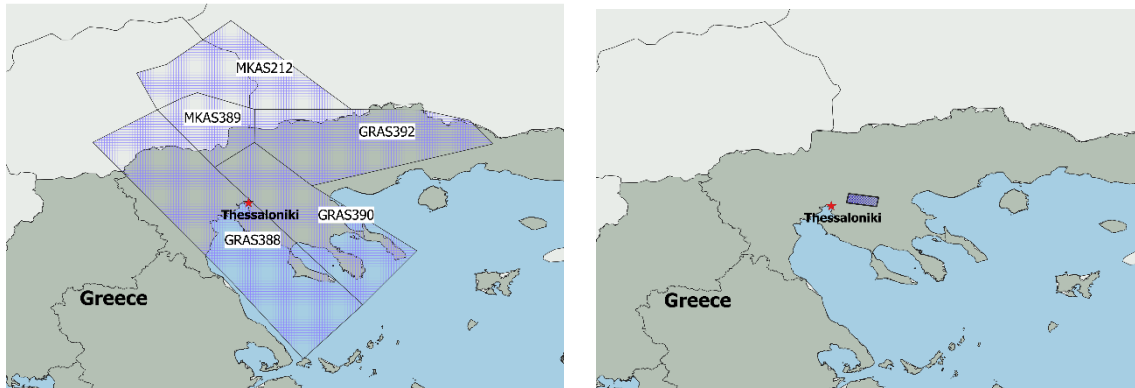 MKAS212
MKAS389
GRAS392
Thessaloniki
GRAS390
GRAS388
Greece
Thessaloniki
Greece